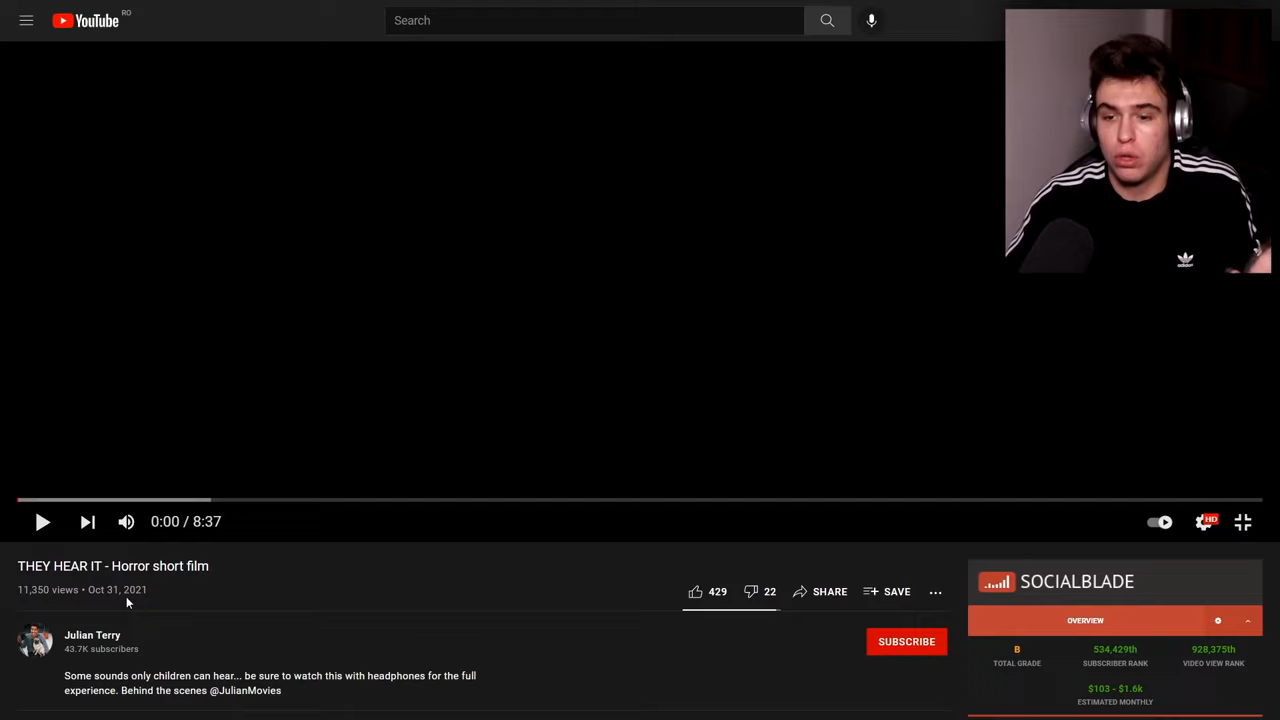 YouTube RO
Search
HD
0:00 / 8:37
THEY HEAR IT - Horror short film
11,350 views • Oct 31, 2021
429
22
SHARE
SAVE
Julian Terry
43.7K subscribers
SUBSCRIBE
Some sounds only children can hear... be sure to watch this with headphones for the full
experience. Behind the scenes @JulianMovies
SOCIALBLADE
OVERVIEW
B
TOTAL GRADE
534,429th
SUBSCRIBER RANK
928,375th
VIDEO VIEW RANK
$103 - $1.6k
ESTIMATED MONTHLY